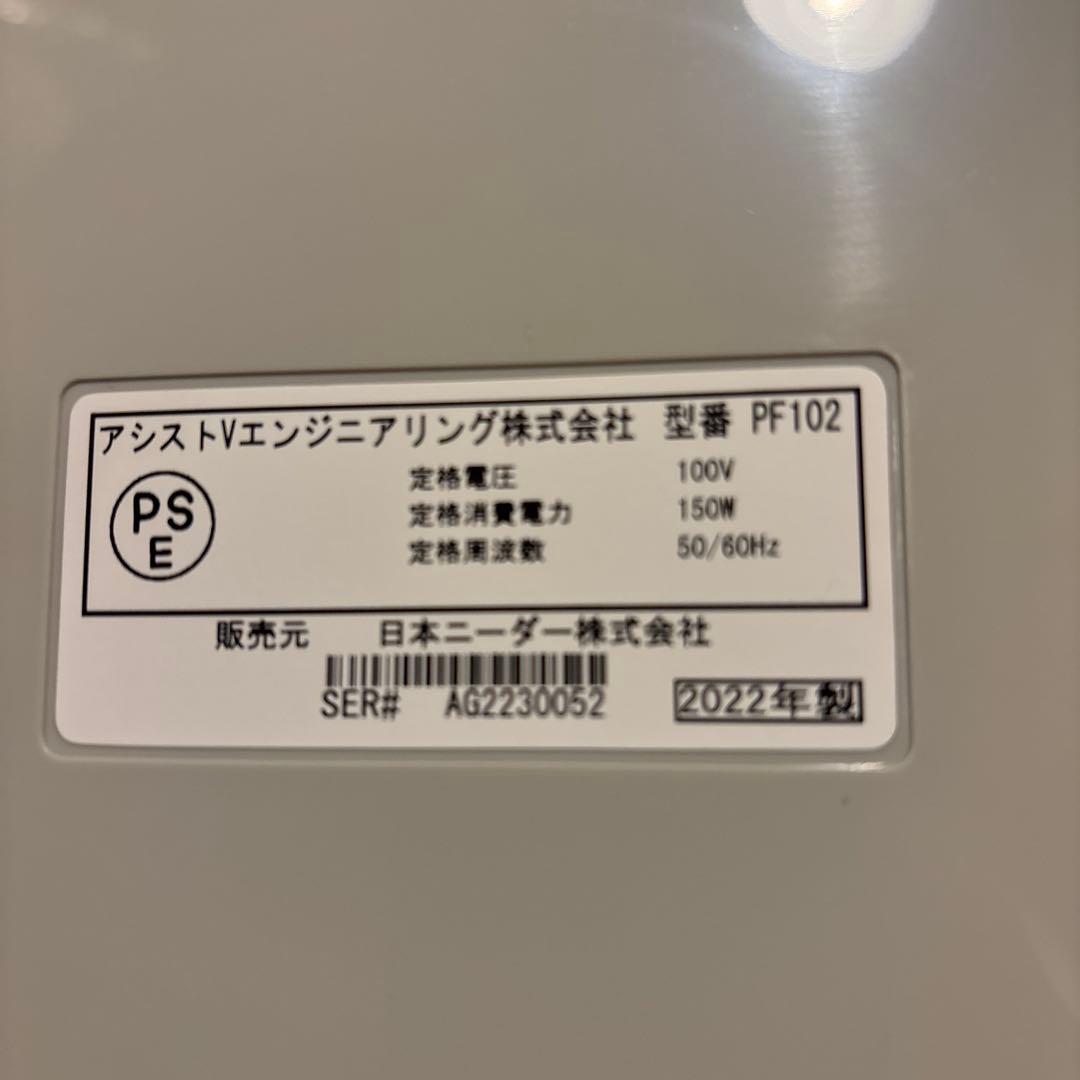 アシストVエンジニアリング株式会社 型番 PF102
PS
E
定格電圧 100V
定格消費電力 150W
定格周波数 50/60Hz
販売元 日本ニーダー株式会社
SER# AG2230052
2022年製